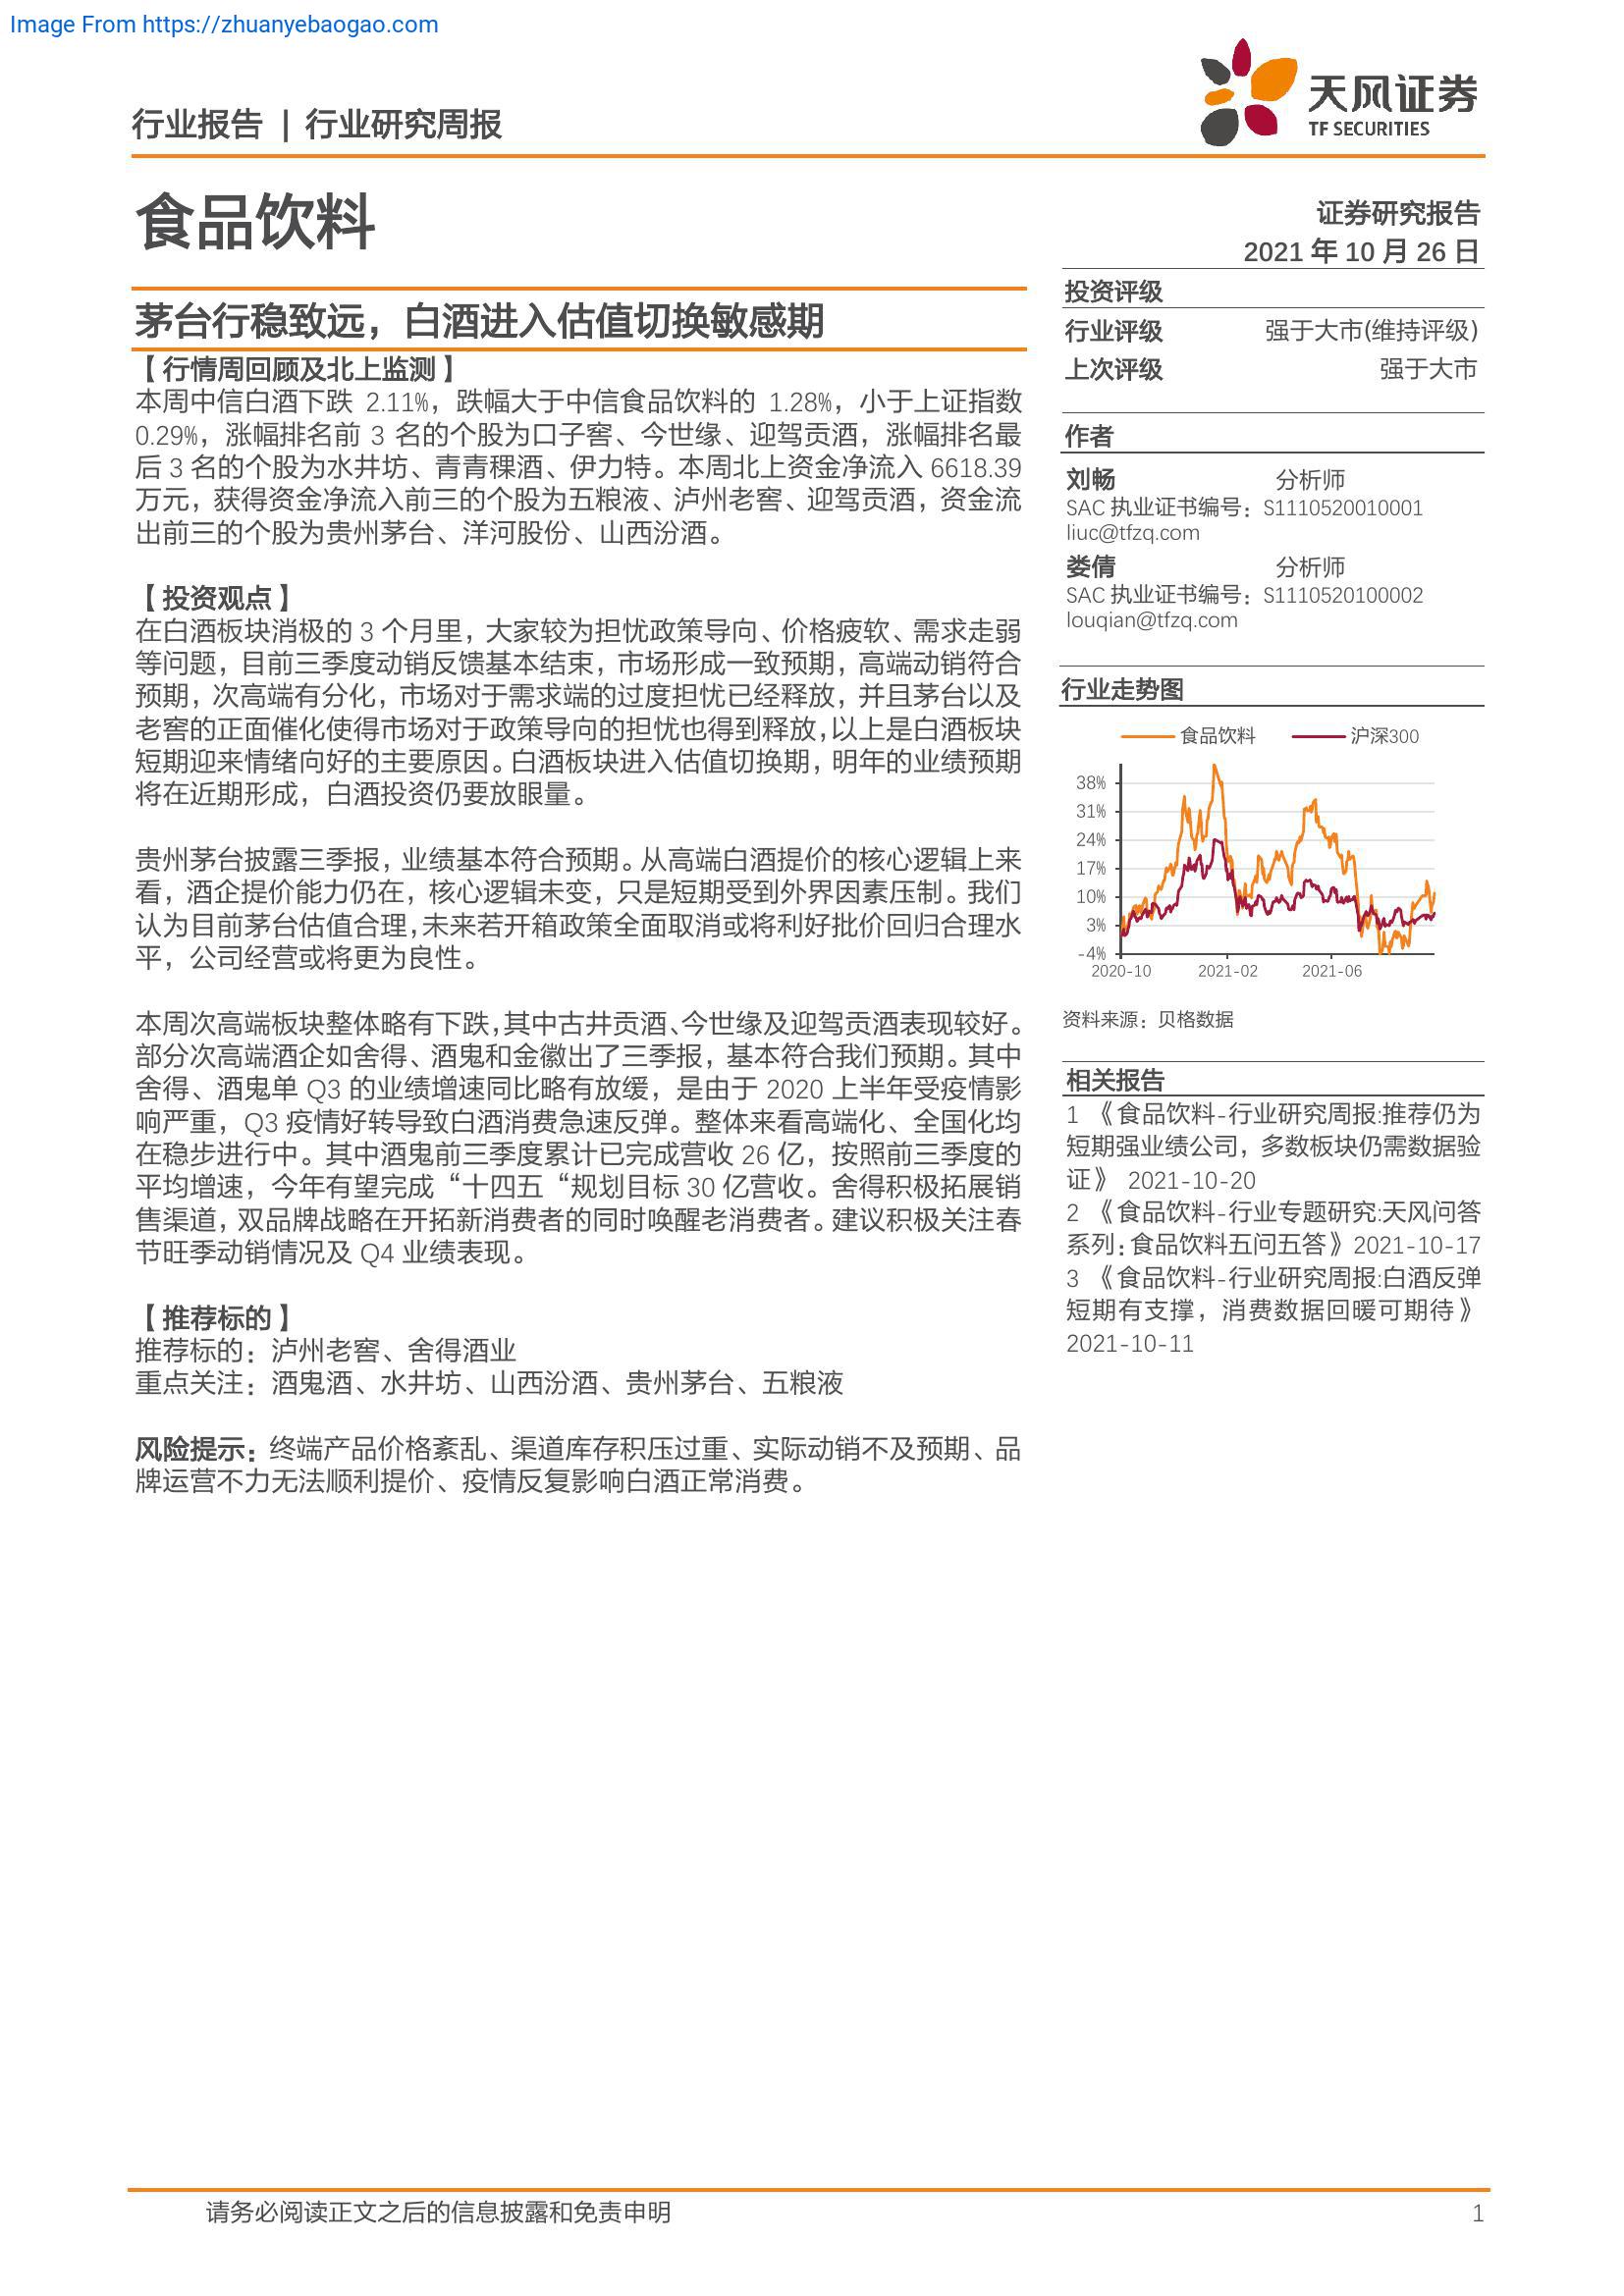 Image From https://zhuanyebaogao.com
行业报告 | 行业研究周报
天风证券
TF SECURITIES
食品饮料
证券研究报告
2021 年 10 月 26 日
茅台行稳致远，白酒进入估值切换敏感期
【行情周回顾及北上监测】
本周中信白酒下跌 2.11%，跌幅大于中信食品饮料的 1.28%，小于上证指数
0.29%，涨幅排名前 3 名的个股为口子窖、今世缘、迎驾贡酒，涨幅排名最
后 3 名的个股为水井坊、青青稞酒、伊力特。本周北上资金净流入 6618.39
万元，获得资金净流入前三的个股为五粮液、泸州老窖、迎驾贡酒，资金流
出前三的个股为贵州茅台、洋河股份、山西汾酒。
【投资观点】
在白酒板块消极的 3 个月里，大家较为担忧政策导向、价格疲软、需求走弱
等问题，目前三季度动销反馈基本结束，市场形成一致预期，高端动销符合
预期，次高端有分化，市场对于需求端的过度担忧已经释放，并且茅台以及
老窖的正面催化使得市场对于政策导向的担忧也得到释放，以上是白酒板块
短期迎来情绪向好的主要原因。白酒板块进入估值切换期，明年的业绩预期
将在近期形成，白酒投资仍要放眼量。
贵州茅台披露三季报，业绩基本符合预期。从高端白酒提价的核心逻辑上来
看，酒企提价能力仍在，核心逻辑未变，只是短期受到外界因素压制。我们
认为目前茅台估值合理，未来若开箱政策全面取消或将利好批价回归合理水
平，公司经营或将更为良性。
本周次高端板块整体略有下跌，其中古井贡酒、今世缘及迎驾贡酒表现较好。
部分次高端酒企如舍得、酒鬼和金徽出了三季报，基本符合我们预期。其中
舍得、酒鬼单 Q3 的业绩增速同比略有放缓，是由于 2020 上半年受疫情影
响严重，Q3 疫情好转导致白酒消费急速反弹。整体来看高端化、全国化均
在稳步进行中。其中酒鬼前三季度累计已完成营收 26 亿，按照前三季度的
平均增速，今年有望完成“十四五“规划目标 30 亿营收。舍得积极拓展销
售渠道，双品牌战略在开拓新消费者的同时唤醒老消费者。建议积极关注春
节旺季动销情况及 Q4 业绩表现。
【推荐标的】
推荐标的：泸州老窖、舍得酒业
重点关注：酒鬼酒、水井坊、山西汾酒、贵州茅台、五粮液
风险提示：终端产品价格紊乱、渠道库存积压过重、实际动销不及预期、品
牌运营不力无法顺利提价、疫情反复影响白酒正常消费。
投资评级
行业评级 强于大市(维持评级)
上次评级 强于大市
作者
刘畅 分析师
SAC 执业证书编号：S1110520010001
liuc@tfzq.com
娄倩 分析师
SAC 执业证书编号：S1110520100002
louqian@tfzq.com
行业走势图
食品饮料 沪深300
38%
31%
24%
17%
10%
3%
-4%
2020-10 2021-02 2021-06
资料来源：贝格数据
相关报告
1 《食品饮料-行业研究周报:推荐仍为
短期强业绩公司，多数板块仍需数据验
证》 2021-10-20
2 《食品饮料-行业专题研究:天风问答
系列:食品饮料五问五答》 2021-10-17
3 《食品饮料-行业研究周报:白酒反弹
短期有支撑，消费数据回暖可期待》
2021-10-11
请务必阅读正文之后的信息披露和免责申明 1